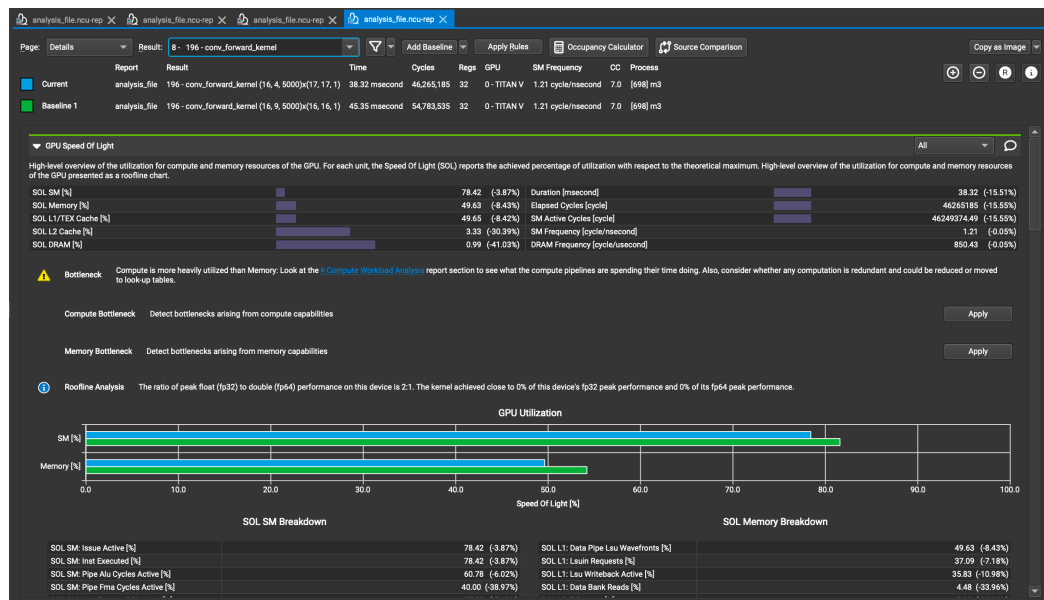 analysis_file.ncu-rep analysis_file.ncu-rep analysis_file.ncu-rep analysis_file.ncu-rep
Page: Details Result: 8 - 196 - conv_forward_kernel Add Baseline Apply Rules Occupancy Calculator Source Comparison Copy as Image
Report Result Time Cycles Regs GPU SM Frequency CC Process
Current analysis_file 196 - conv_forward_kernel (16, 4, 5000)x(17, 17, 1) 38.32 msecond 46,265,185 32 0 - TITAN V 1.21 cycle/nsecond 7.0 [698] m3
Baseline 1 analysis_file 196 - conv_forward_kernel (16, 9, 5000)x(16, 16, 1) 45.35 msecond 54,783,535 32 0 - TITAN V 1.21 cycle/nsecond 7.0 [698] m3
GPU Speed Of Light All
High-level overview of the utilization for compute and memory resources of the GPU. For each unit, the Speed Of Light (SOL) reports the achieved percentage of utilization with respect to the theoretical maximum. High-level overview of the utilization for compute and memory resources
of the GPU presented as a roofline chart.
SOL SM [%] 78.42 (-3.87%) Duration [msecond] 38.32 (-15.51%)
SOL Memory [%] 49.63 (-8.43%) Elapsed Cycles [cycle] 46265185 (-15.55%)
SOL L1/TEX Cache [%] 49.65 (-8.42%) SM Active Cycles [cycle] 46249374.49 (-15.55%)
SOL L2 Cache [%] 3.33 (-30.39%) SM Frequency [cycle/nsecond] 1.21 (-0.05%)
SOL DRAM [%] 0.99 (-41.03%) DRAM Frequency [cycle/usecond] 850.43 (-0.05%)
Bottleneck Compute is more heavily utilized than Memory: Look at the Compute Workload Analysis report section to see what the compute pipelines are spending their time doing. Also, consider whether any computation is redundant and could be reduced or moved
to look-up tables.
Compute Bottleneck Detect bottlenecks arising from compute capabilities Apply
Memory Bottleneck Detect bottlenecks arising from memory capabilities Apply
Roofline Analysis The ratio of peak float (fp32) to double (fp64) performance on this device is 2:1. The kernel achieved close to 0% of this device's fp32 peak performance and 0% of its fp64 peak performance.
GPU Utilization
SM [%]
Memory [%]
0.0 10.0 20.0 30.0 40.0 50.0 60.0 70.0 80.0 90.0 100.0
Speed Of Light [%]
SOL SM Breakdown SOL Memory Breakdown
SOL SM: Issue Active [%] 78.42 (-3.87%) SOL L1: Data Pipe Lsu Wavefronts [%] 49.63 (-8.43%)
SOL SM: Inst Executed [%] 78.42 (-3.87%) SOL L1: Lsuin Requests [%] 37.09 (-7.18%)
SOL SM: Pipe Alu Cycles Active [%] 60.78 (-6.02%) SOL L1: Lsu Writeback Active [%] 35.83 (-10.98%)
SOL SM: Pipe Fma Cycles Active [%] 40.00 (-38.97%) SOL L1: Data Bank Reads [%] 4.48 (-33.96%)